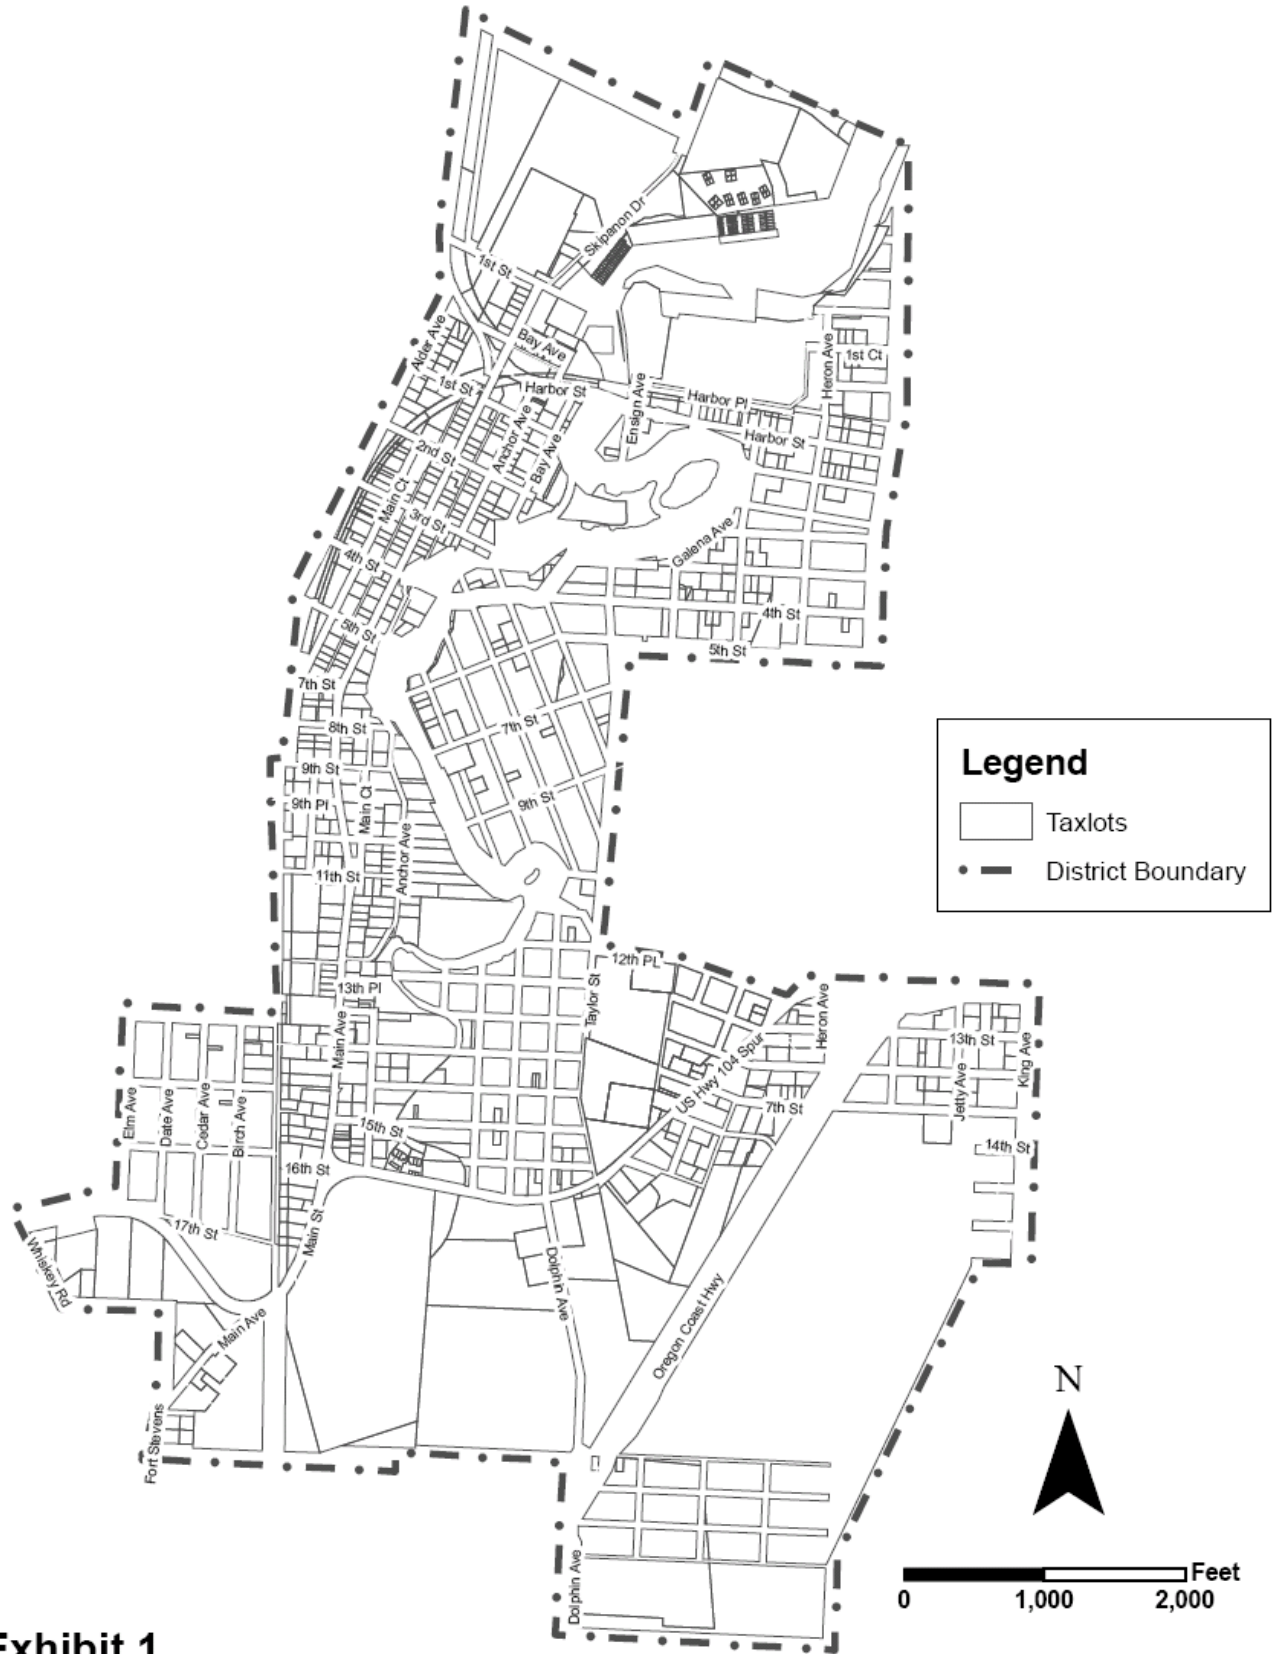 Skipanon Dr
1st St
Alder Ave
Bay Ave
Heron Ave
1st Ct
1st St
Harbor St
Ensign Ave
Harbor Pl
Anchor Ave
Harbor St
2nd St
Bay Ave
Main Ct
3rd St
Galena Ave
4th St
4th St
5th St
5th St
7th St
7th St
8th St
Legend
9th St
9th St
9th Pl
Main Ct
Taxlots
Anchor Ave
11th St
District Boundary
12th PL
13th Pl
Taylor St
Heron Ave
Main Ave
13th St
King Ave
US Hwy 104 Spur
Jetty Ave
Elm Ave
Date Ave
Cedar Ave
Birch Ave
7th St
15th St
14th St
16th St
17th St
Main St
Whiskey Rd
Dolphin Ave
Main Ave
Oregon Coast Hwy
N
Fort Stevens
Dolphin Ave
Feet
0 1,000 2,000
Exhibit 1